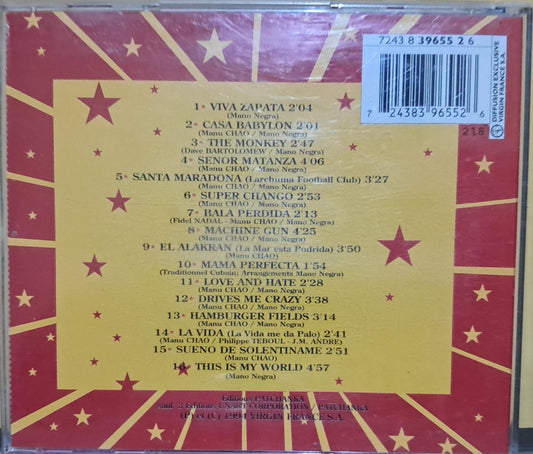 7243 8 39655 2 6
7 24383 96552 6
DIFFUSION EXCLUSIVE
VIRGIN FRANCE S.A.
218
1★ VIVA ZAPATA 2'04
(Mano Negra)
2★ CASA BABYLON 2'01
(Manu CHAO / Mano Negra)
3★ THE MONKEY 2'47
(Dave BARTOLOMEW / Mano Negra)
4★ SENOR MATANZA 4'06
(Manu CHAO / Mano Negra)
5★ SANTA MARADONA (Larchuma Football Club) 3'27
(Manu CHAO / Mano Negra)
6★ SUPER CHANGO 2'53
(Manu CHAO / Mano Negra)
7★ BALA PERDIDA 2'13
(Fidel NADAL - Manu CHAO / Mano Negra)
8★ MACHINE GUN 4'25
(Manu CHAO / Mano Negra)
9★ EL ALAKRAN (La Mar esta Podrida) 3'50
(Manu CHAO)
10★ MAMA PERFECTA 1'54
(Traditionnel Cubain; Arrangements Mano Negra)
11★ LOVE AND HATE 2'28
(Manu CHAO / Mano Negra)
12★ DRIVES ME CRAZY 3'38
(Manu CHAO / Mano Negra)
13★ HAMBURGER FIELDS 3'14
(Manu CHAO / Mano Negra)
14★ LA VIDA (La Vida me da Palo) 2'41
(Manu CHAO / Philippe TEBOUL - J.M. ANDRE)
15★ SUENO DE SOLENTINAME 2'51
(Manu CHAO)
★ THIS IS MY WORLD 4'57
(Mano Negra)
Editions PATCHANKA
sauf 3 Editions UNART CORPORATION / PATCHANKA
(P) et (C) 1994 VIRGIN FRANCE S.A.